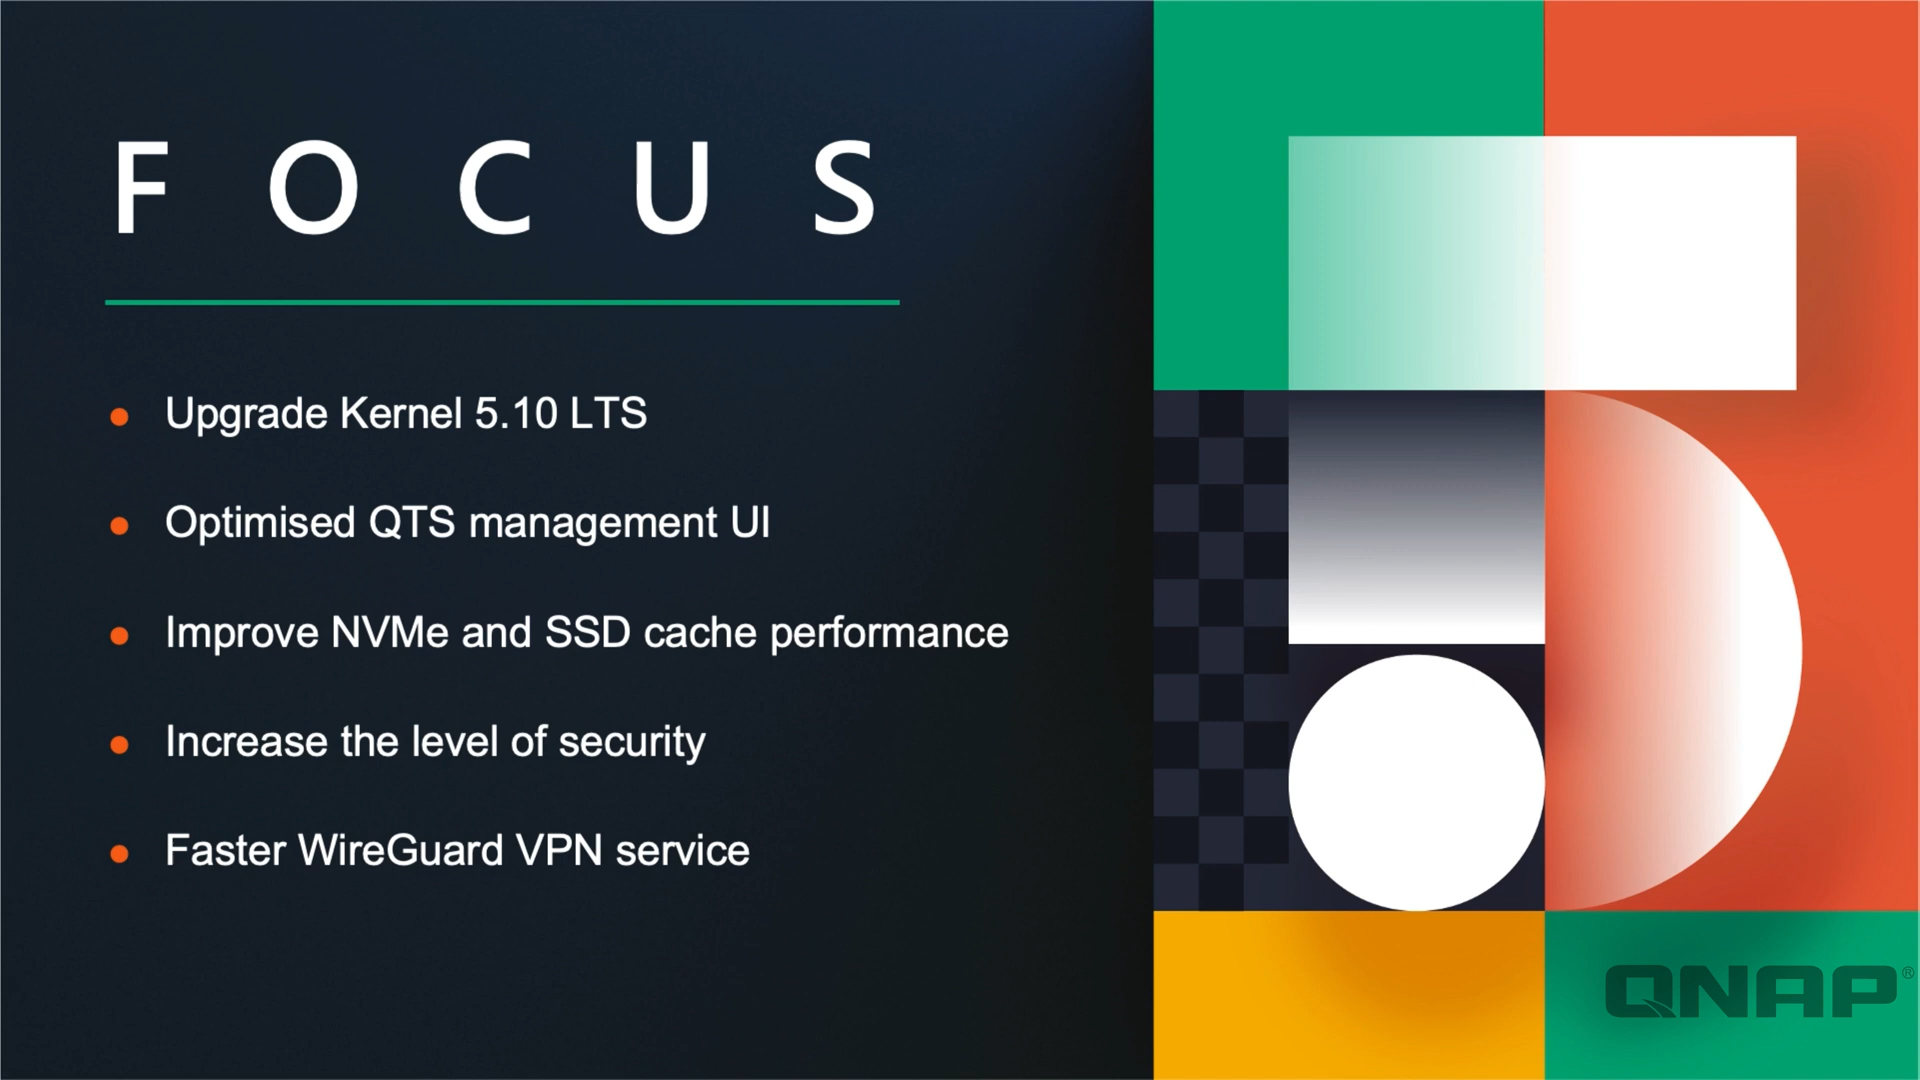 F O C U S
Upgrade Kernel 5.10 LTS
Optimised QTS management UI
Improve NVMe and SSD cache performance
Increase the level of security
Faster WireGuard VPN service
QNAP®